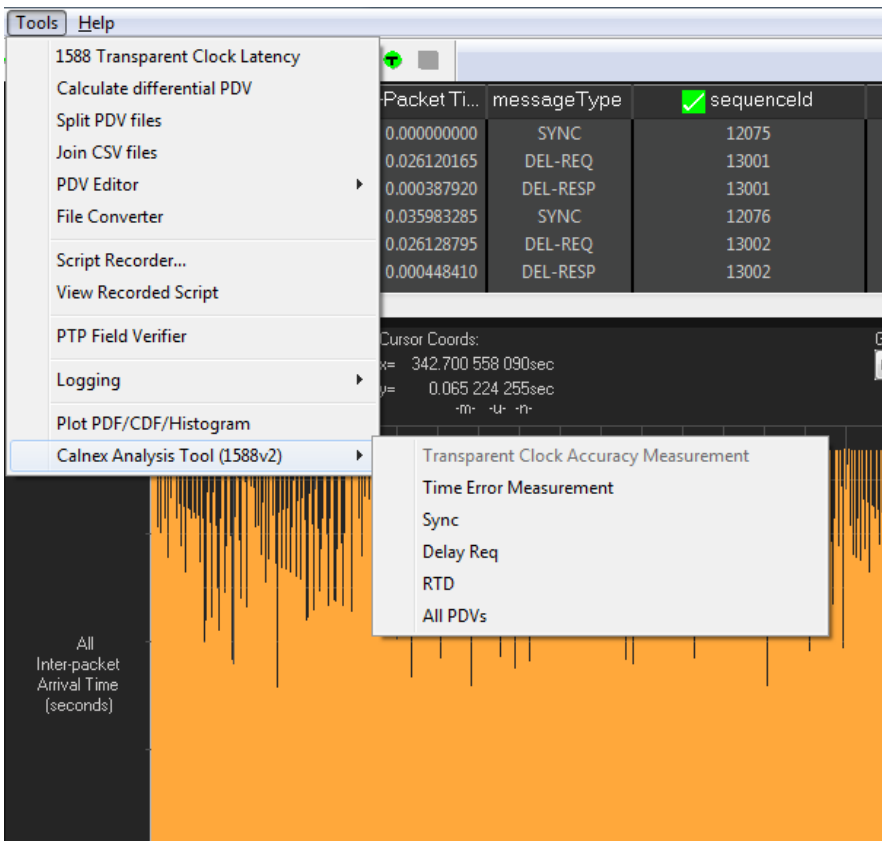 Tools Help
1588 Transparent Clock Latency
Calculate differential PDV
Split PDV files
Join CSV files
PDV Editor
File Converter
Script Recorder...
View Recorded Script
PTP Field Verifier
Logging
Plot PDF/CDF/Histogram
Calnex Analysis Tool (1588v2)
Transparent Clock Accuracy Measurement
Time Error Measurement
Sync
Delay Req
RTD
All PDVs
T
-Packet Ti... messageType sequenceId
0.000000000 SYNC 12075
0.026120165 DEL-REQ 13001
0.000387920 DEL-RESP 13001
0.035983285 SYNC 12076
0.026128795 DEL-REQ 13002
0.000448410 DEL-RESP 13002
Cursor Coords:
x= 342.700 558 090sec
y= 0.065 224 255sec
-m- -u- -n-
All
Inter-packet
Arrival Time
(seconds)